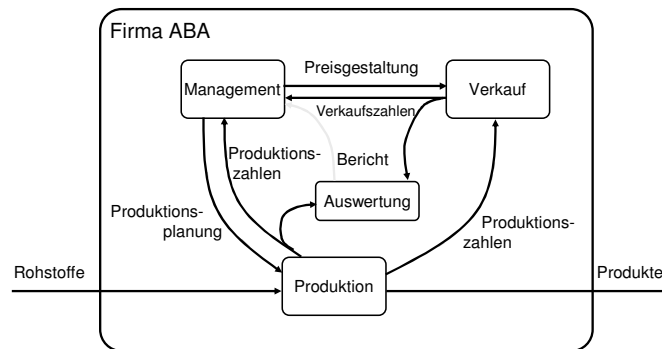 Firma ABA
Preisgestaltung
Management
Verkauf
Verkaufszahlen
Produktions-
zahlen
Bericht
Auswertung
Produktions-
planung
Produktions-
zahlen
Rohstoffe
Produktion
Produkte